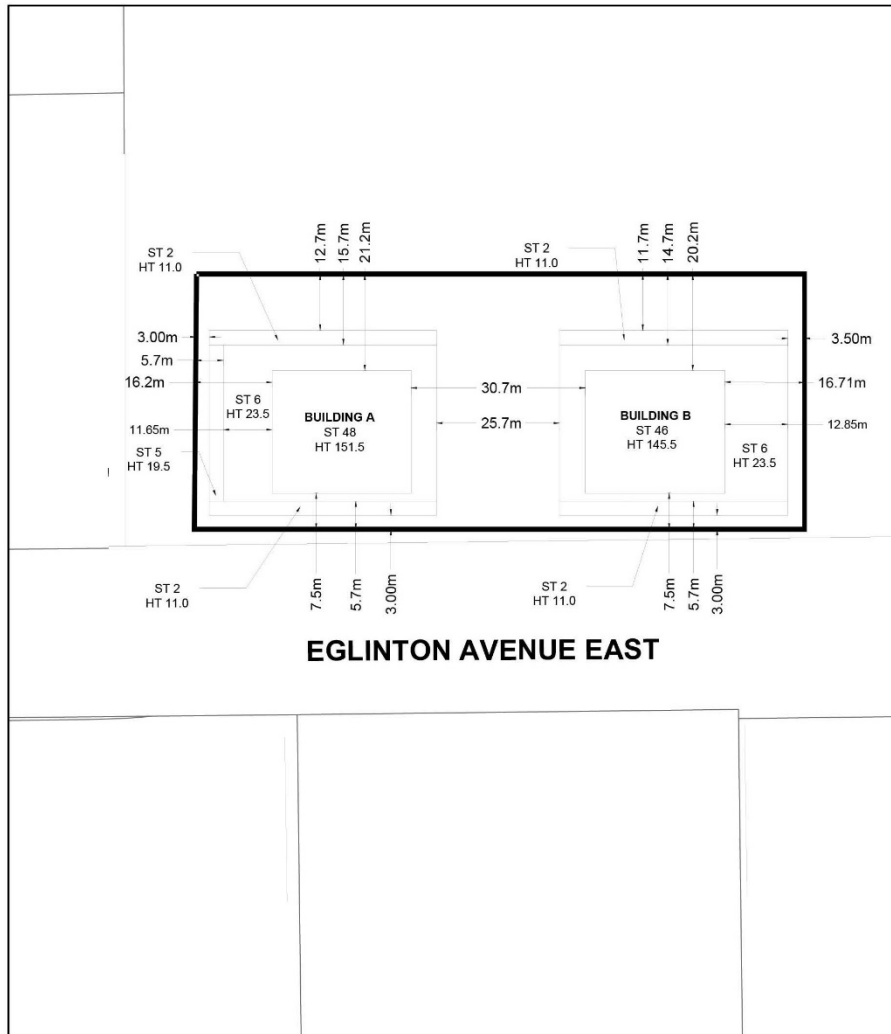 12.7m
15.7m
21.2m
11.7m
14.7m
20.2m
ST 2
HT 11.0
ST 2
HT 11.0
3.00m
3.50m
5.7m
16.2m
30.7m
16.71m
ST 6
HT 23.5
BUILDING A
ST 48
HT 151.5
25.7m
BUILDING B
ST 46
HT 145.5
11.65m
12.85m
ST 5
HT 19.5
ST 6
HT 23.5
ST 2
HT 11.0
7.5m
5.7m
3.00m
ST 2
HT 11.0
7.5m
5.7m
3.00m
EGLINTON AVENUE EAST